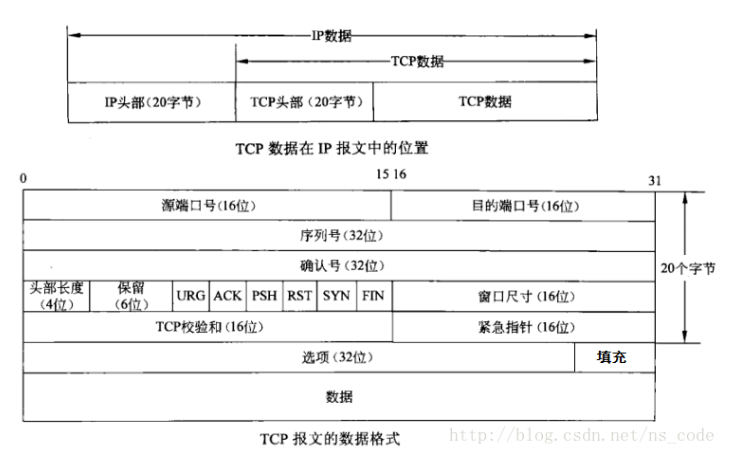 IP数据
TCP数据
IP头部(20字节) TCP头部(20字节) TCP数据
TCP 数据在 IP 报文中的位置
0 15 16 31
源端口号(16位) 目的端口号(16位)
序列号(32位)
确认号(32位)
20个字节
头部长度(4位) 保留(6位) URG ACK PSH RST SYN FIN 窗口尺寸(16位)
TCP校验和(16位) 紧急指针(16位)
选项(32位) 填充
数据
TCP 报文的数据格式
http://blog.csdn.net/ns_code